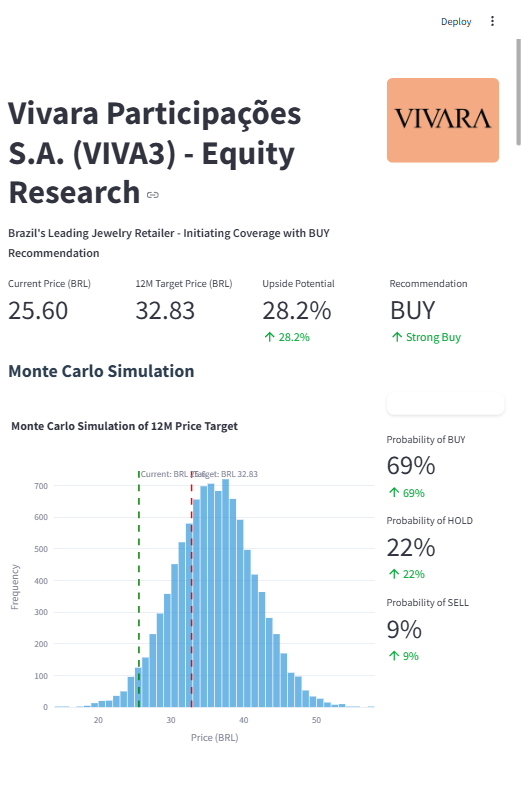 Deploy
VIVARA
Vivara Participações
S.A. (VIVA3) - Equity
Research
Brazil's Leading Jewelry Retailer - Initiating Coverage with BUY
Recommendation
Current Price (BRL)
25.60
12M Target Price (BRL)
32.83
Upside Potential
28.2%
28.2%
Recommendation
BUY
Strong Buy
Monte Carlo Simulation
Monte Carlo Simulation of 12M Price Target
Current: BRL
Target: BRL 32.83
700
600
500
400
300
200
100
0
Frequency
20
30
40
50
Price (BRL)
Probability of BUY
69%
69%
Probability of HOLD
22%
22%
Probability of SELL
9%
9%